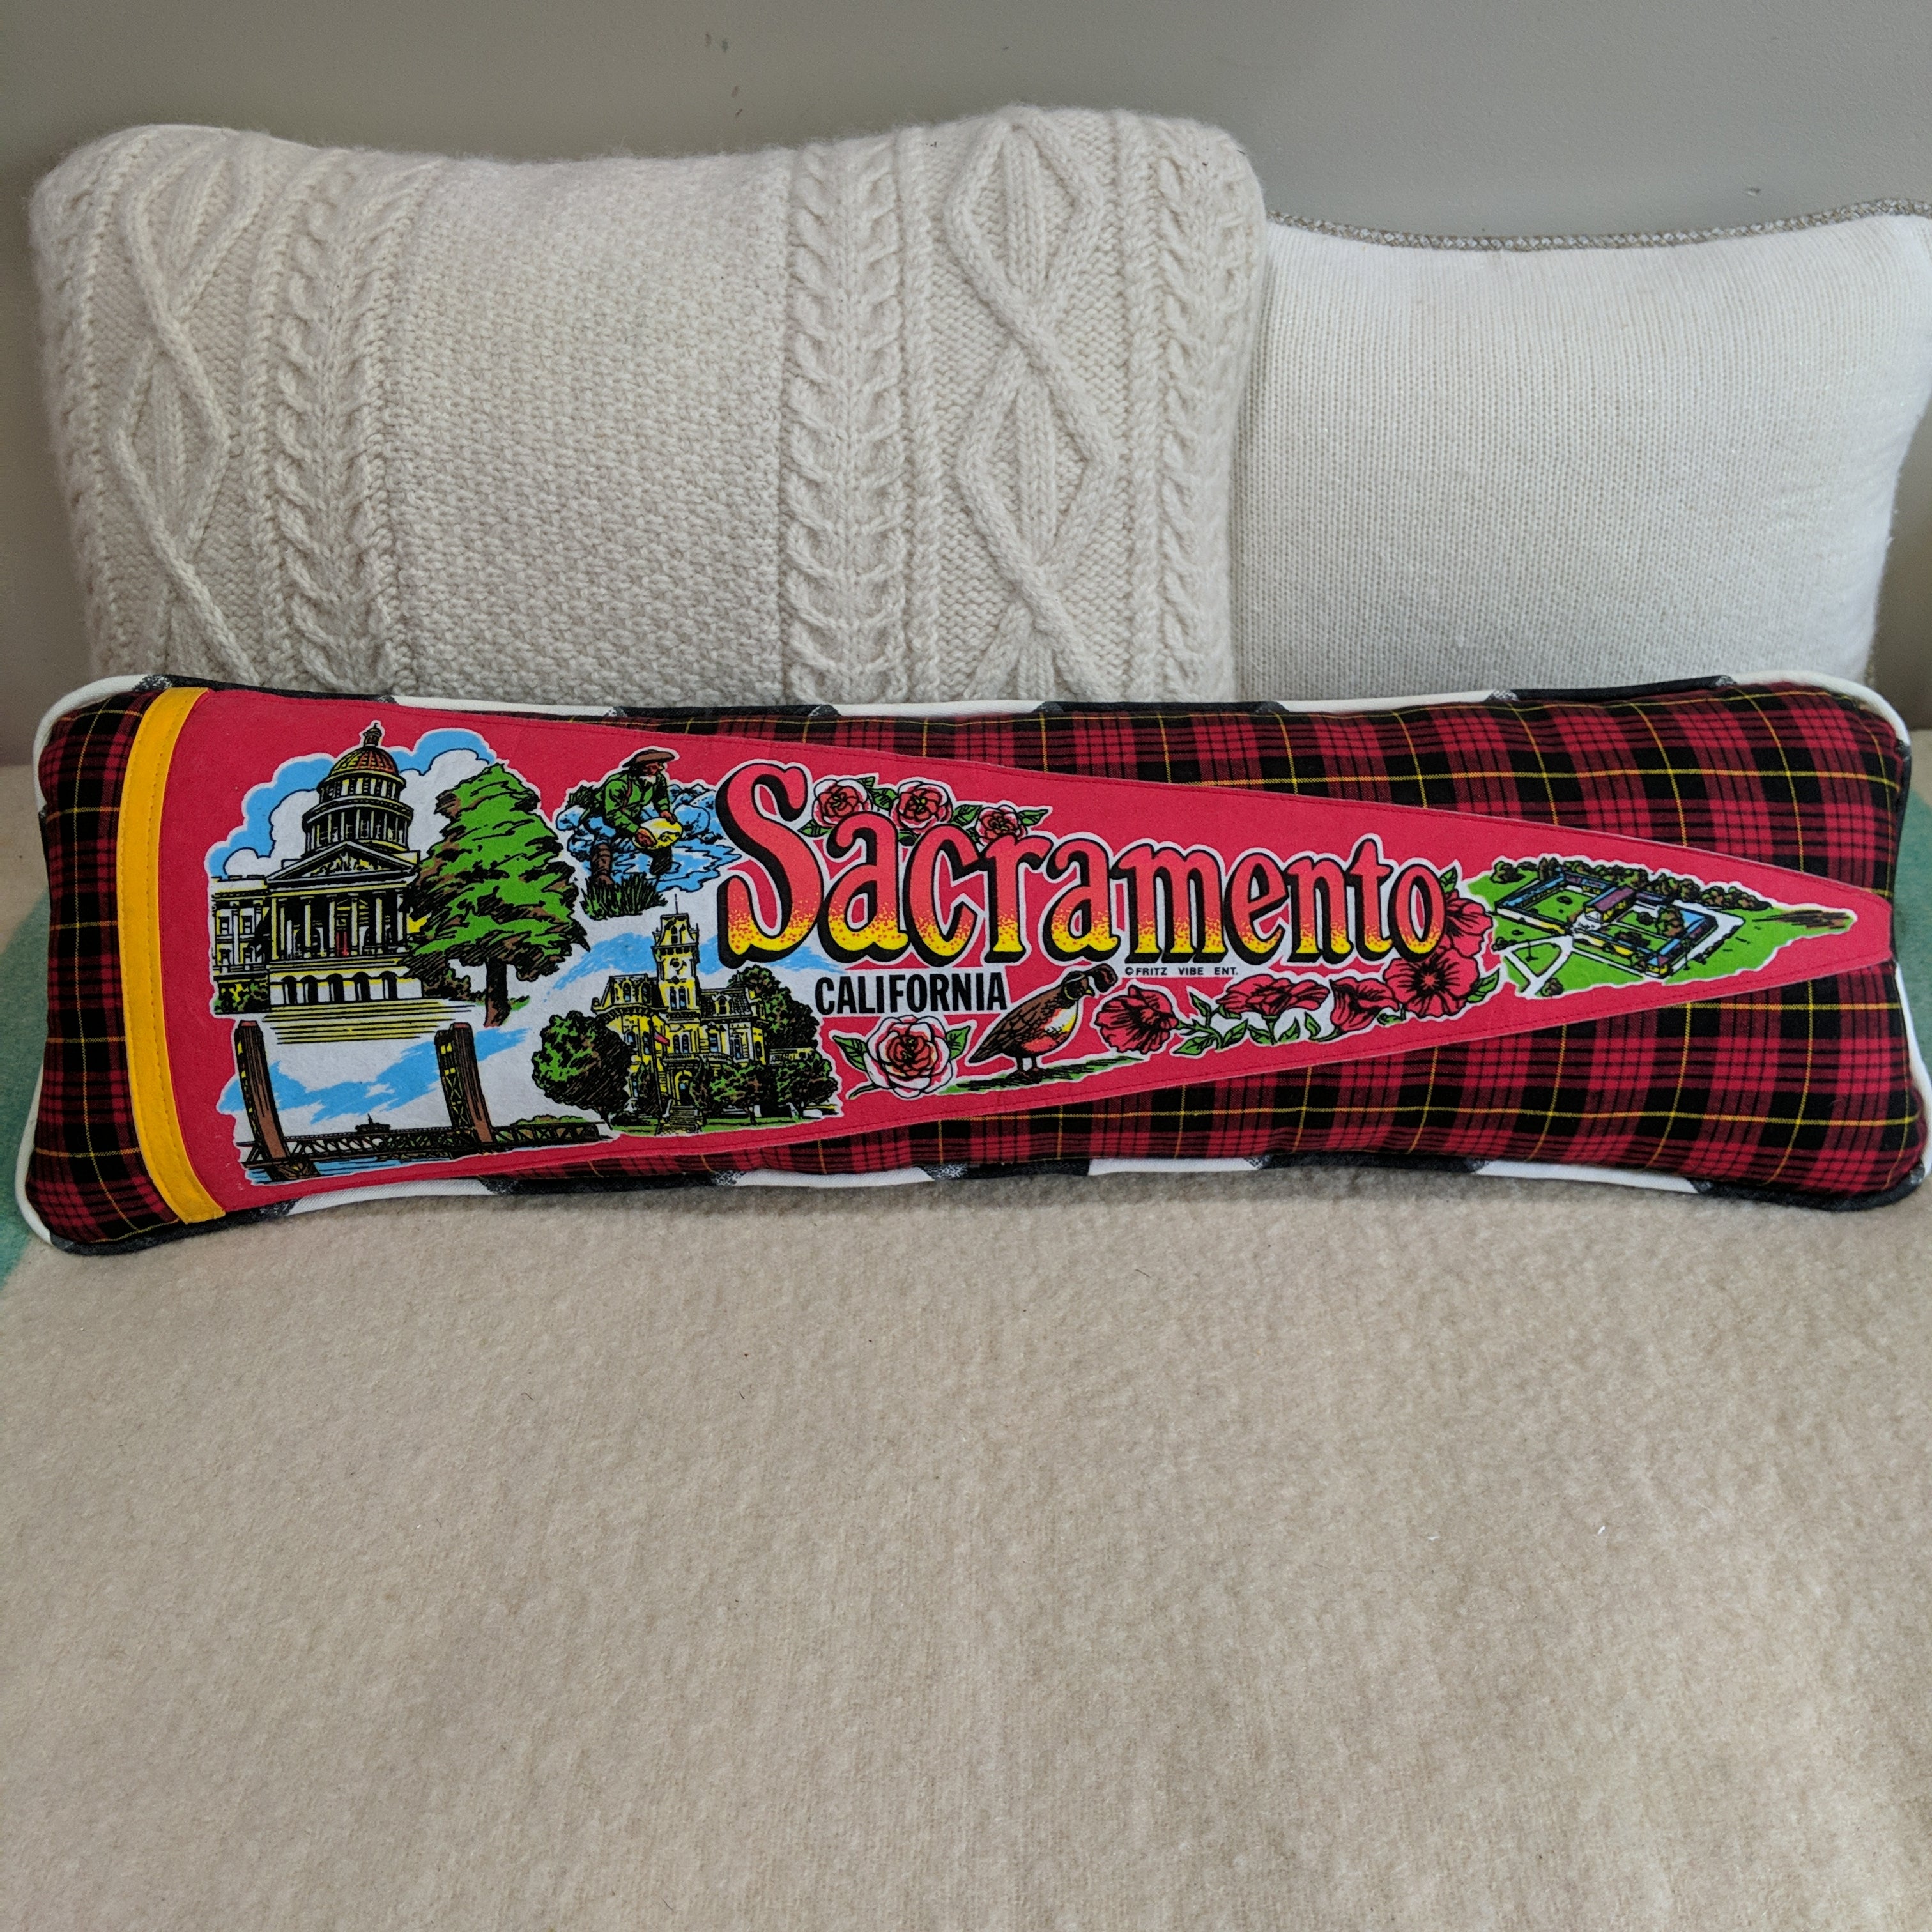 Sacramento
CALIFORNIA
© FRITZ VIBE ENT.